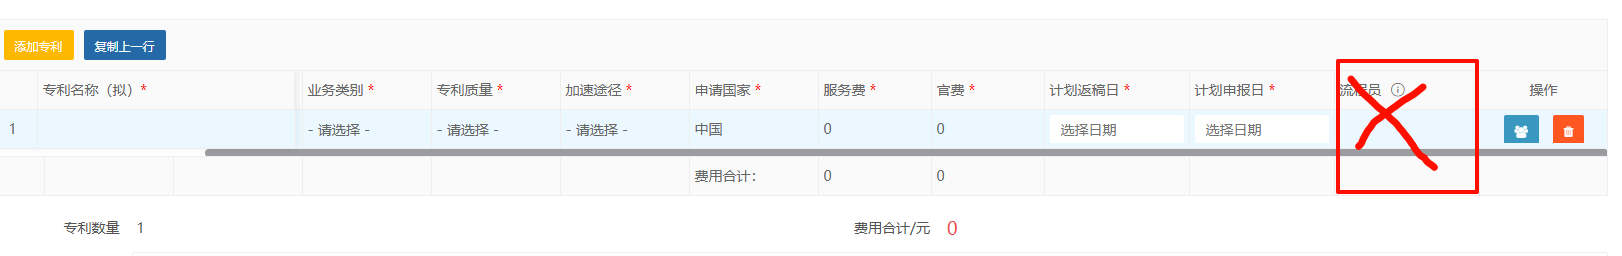 添加专利 复制上一行
专利名称（拟）* 业务类别 * 专利质量 * 加速途径 * 申请国家 * 服务费 * 官费 * 计划返稿日 * 计划申报日 * 流程员 操作
1 - 请选择 - - 请选择 - - 请选择 - 中国 0 0 选择日期 选择日期
费用合计： 0 0
专利数量 1 费用合计/元 0